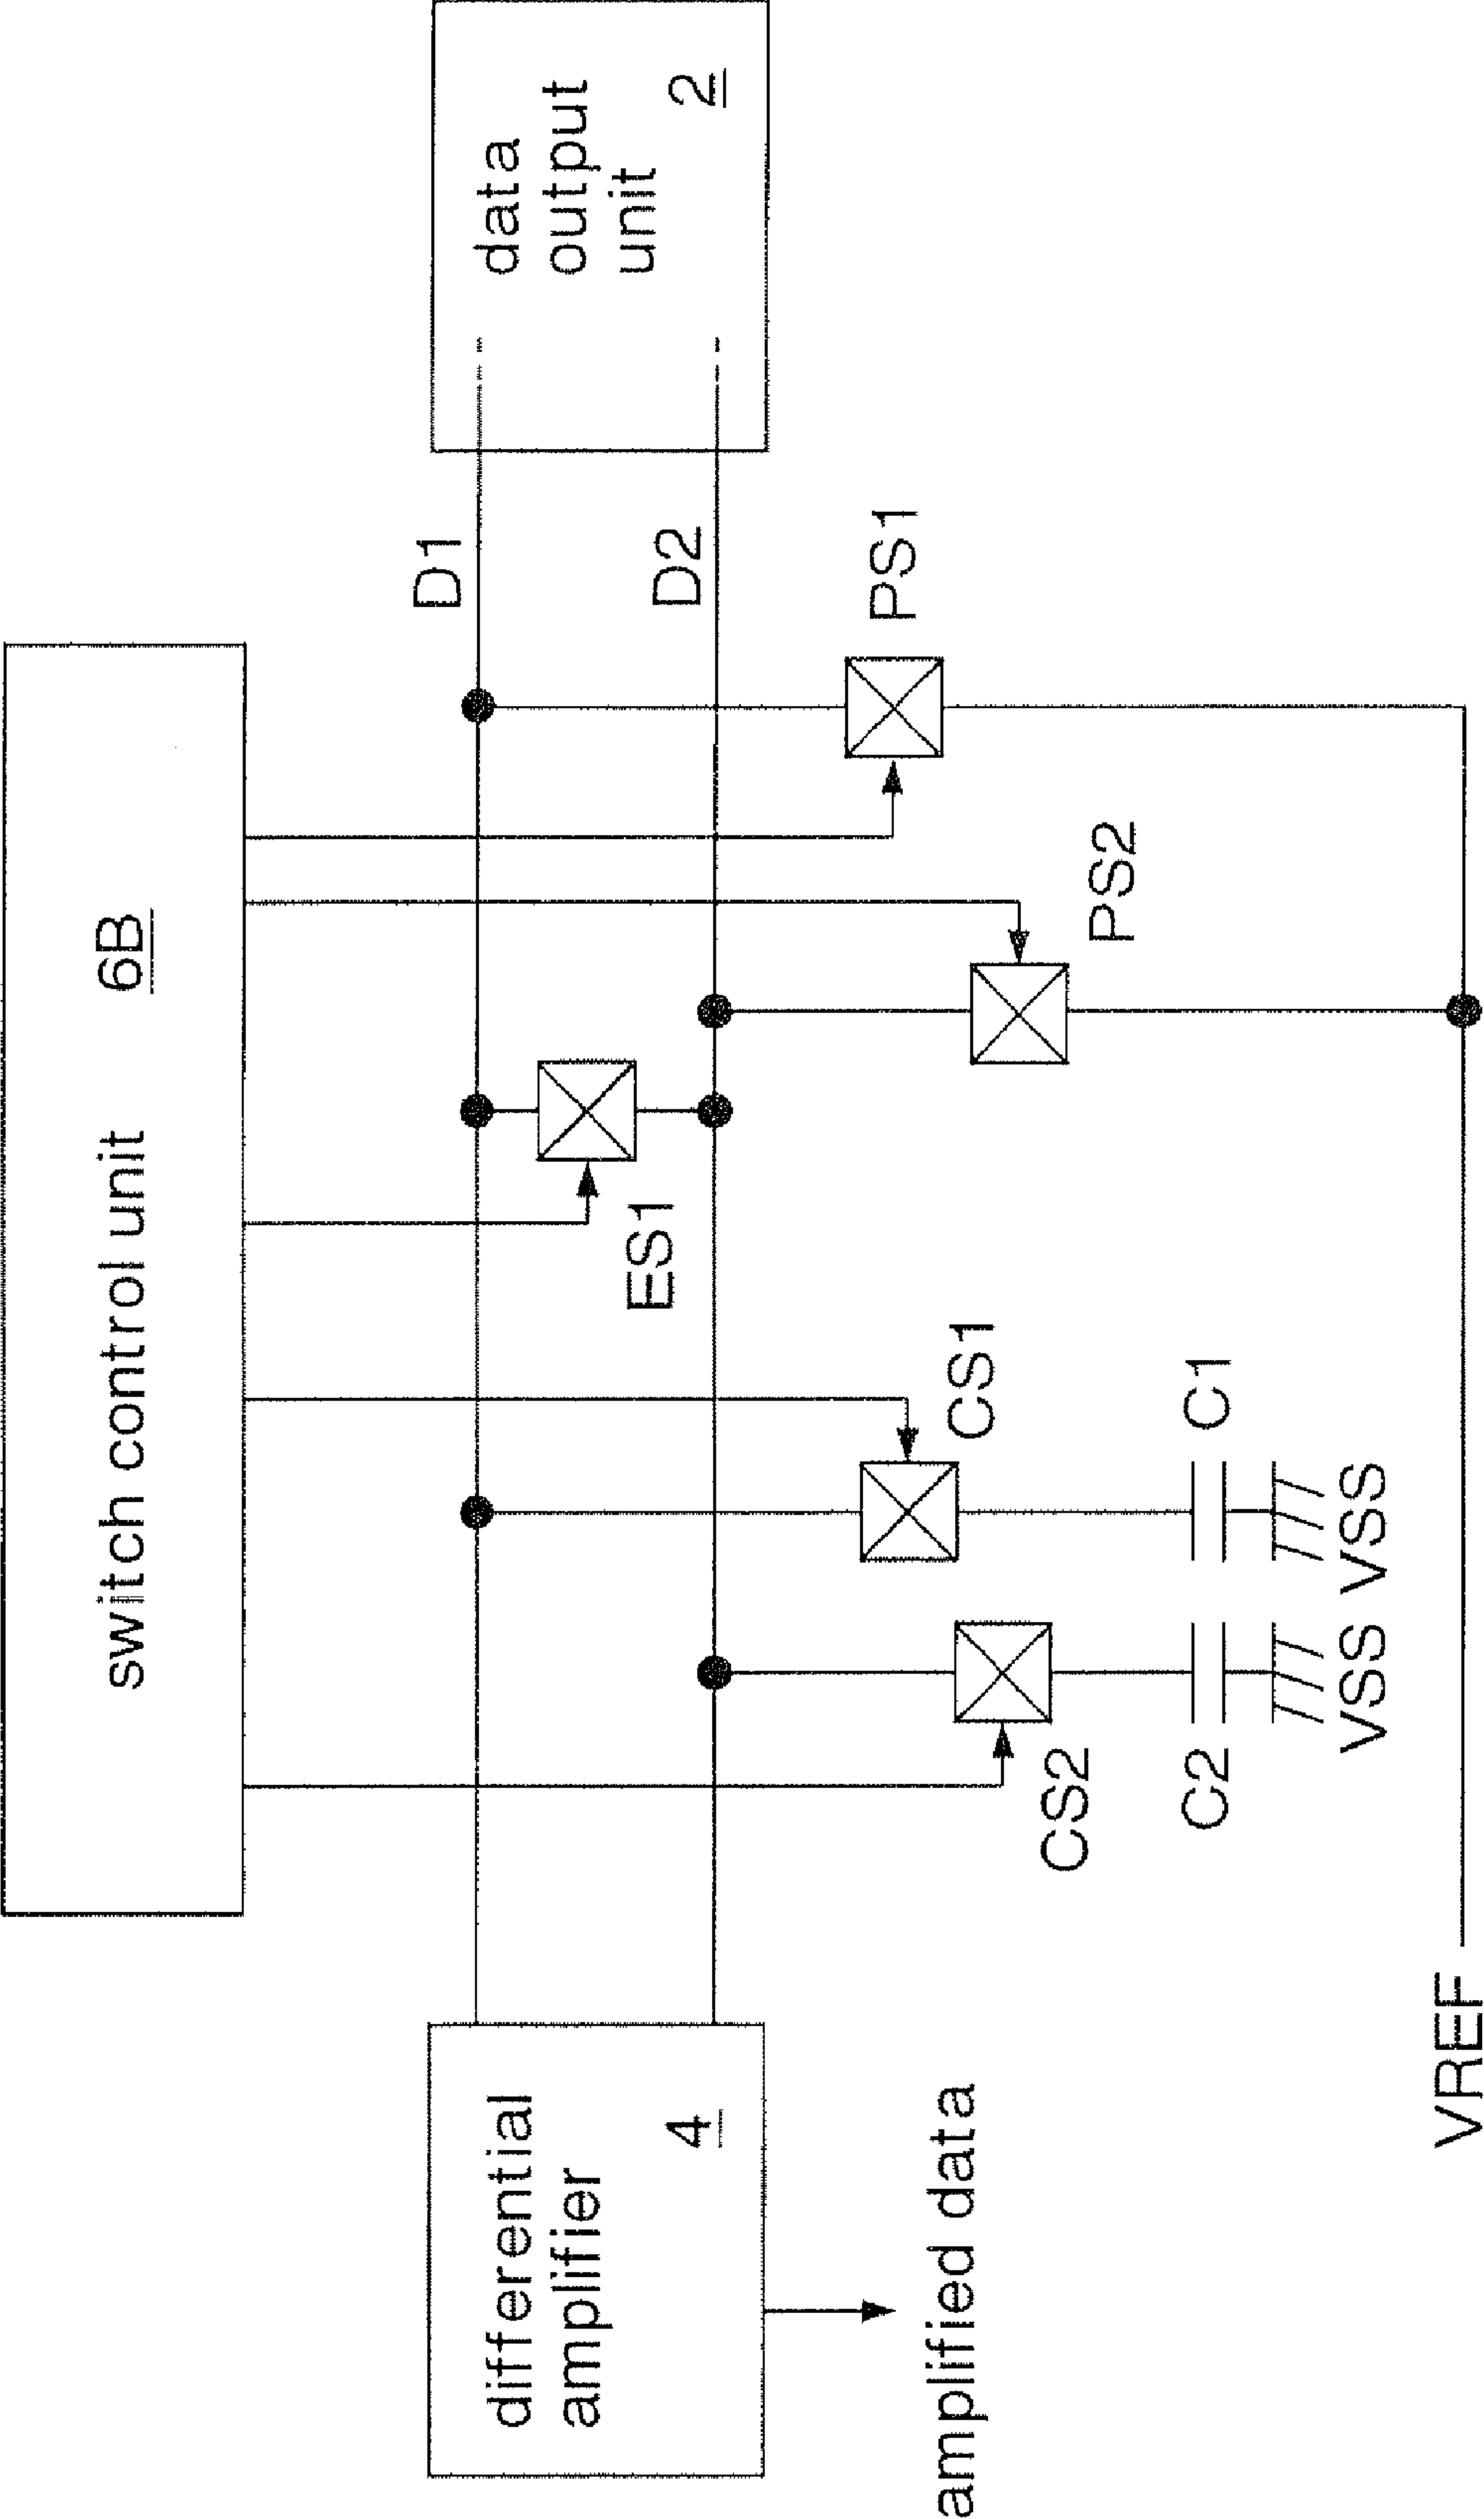 switch control unit 6B
differential
amplifier
4
data
output
unit
2
D1
D2
ES1
PS1
PS2
CS1
CS2
C1
C2
VSS VSS
amplified data
VREF